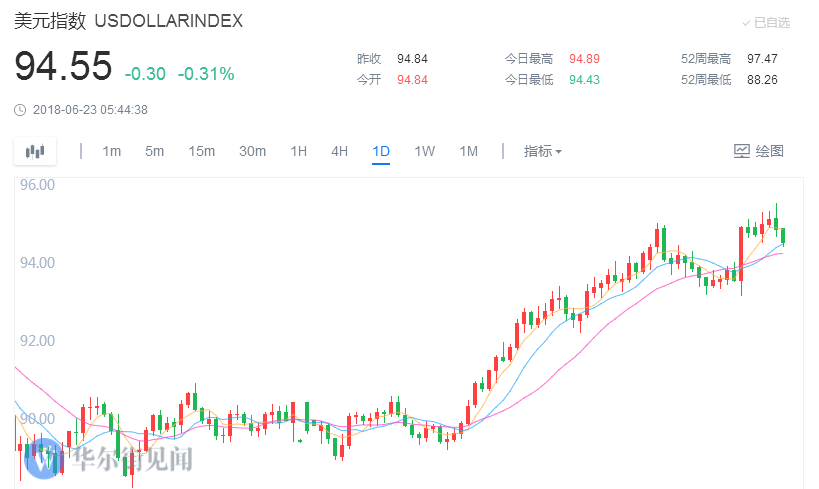 美元指数 USDOLLARINDEX
已自选
94.55 -0.30 -0.31%
昨收 94.84 今日最高 94.89 52周最高 97.47
今开 94.84 今日最低 94.43 52周最低 88.26
2018-06-23 05:44:38
1m 5m 15m 30m 1H 4H 1D 1W 1M 指标 绘图
96.00
94.00
92.00
90.00
W 华尔街见闻